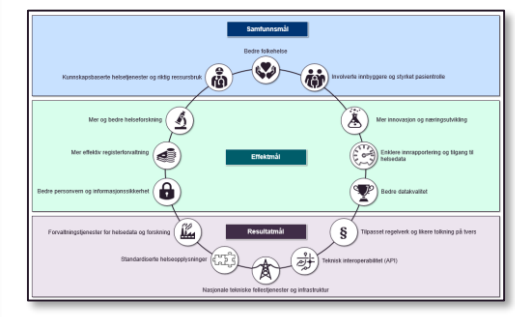 Samfunnsmål
Bedre folkehelse
Kunnskapsbaserte helsetjenester og riktig ressursbruk
Involverte innbyggere og styrket pasientrolle
Mer og bedre helseforskning
Mer innovasjon og næringsutvikling
Mer effektiv registerforvaltning
Effektmål
Enklere innrapportering og tilgang til
helsedata
Bedre personvern og informasjonssikkerhet
Bedre datakvalitet
Forvaltningstjenester for helsedata og forskning
Resultatmål
§
Tilpasset regelverk og likere tolkning på tvers
Standardiserte helseopplysninger
Teknisk interoperabilitet (API)
Nasjonale tekniske fellestjenester og infrastruktur